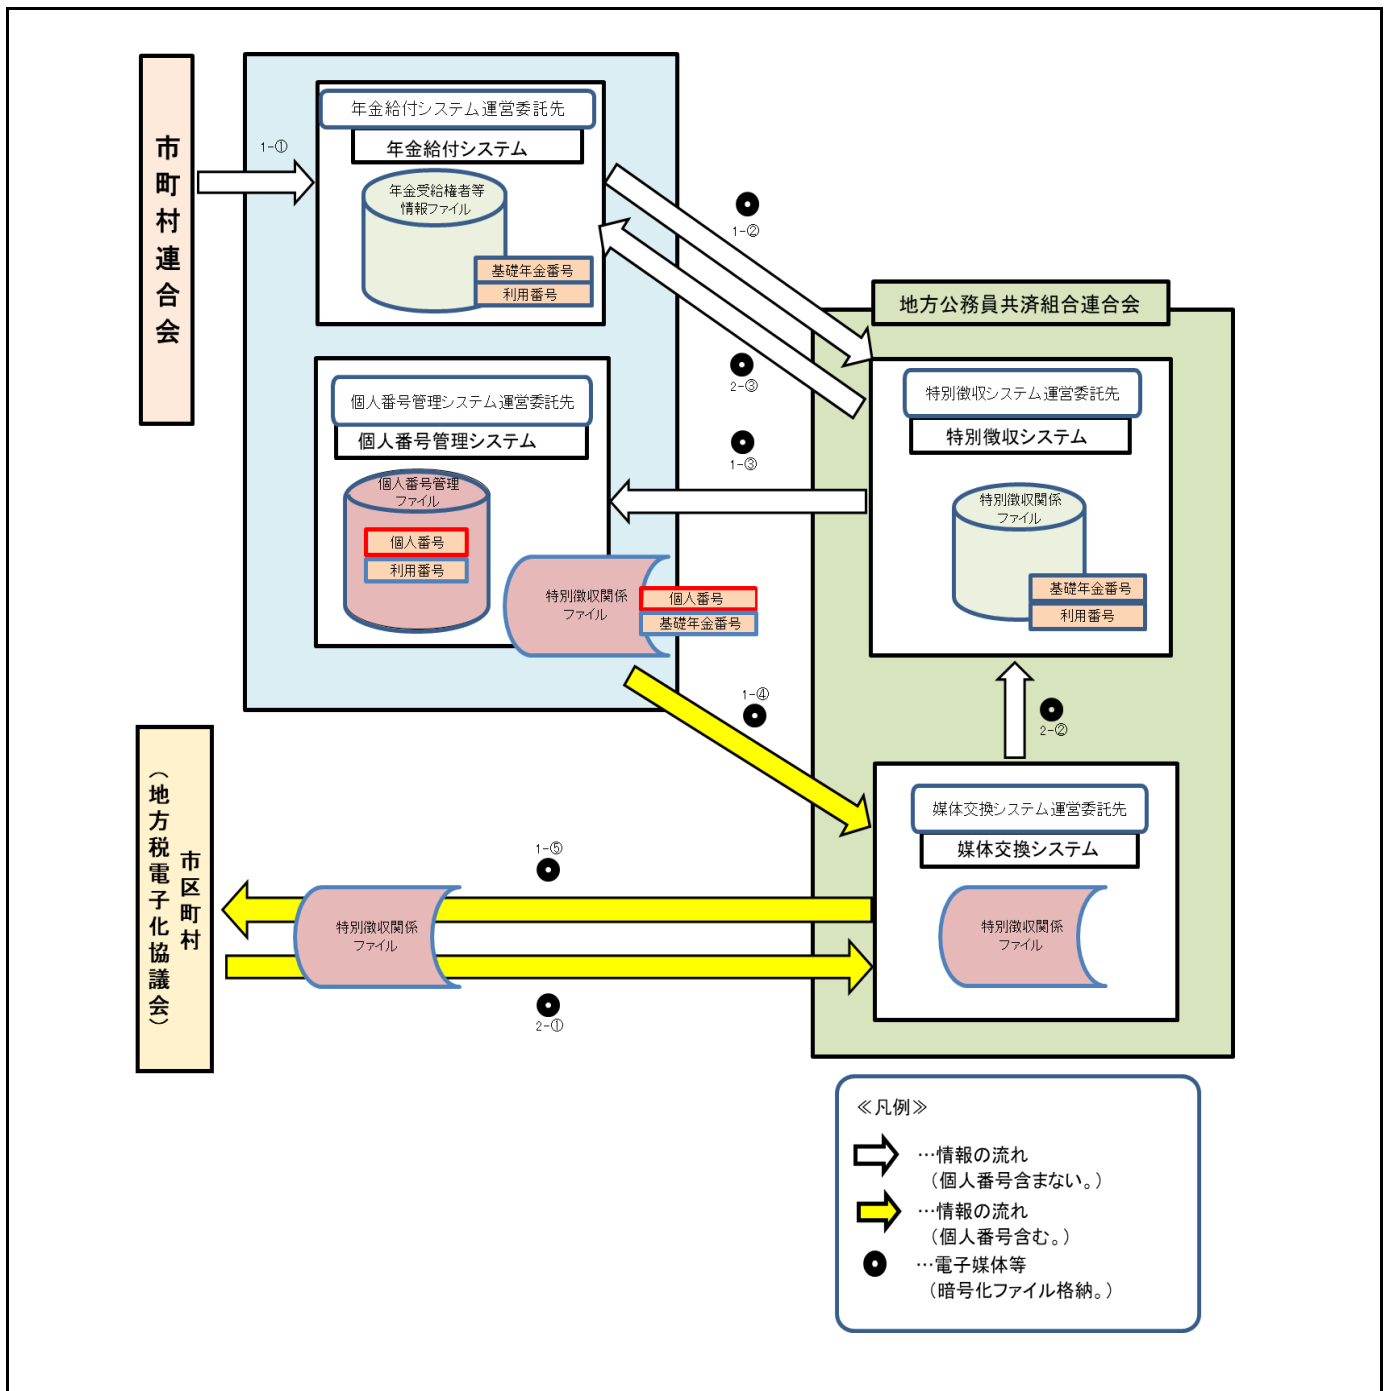 市町村連合会
1-①
年金給付システム運営委託先
年金給付システム
年金受給権者等
情報ファイル
基礎年金番号
利用番号
1-②
2-③
1-③
個人番号管理システム運営委託先
個人番号管理システム
個人番号管理
ファイル
個人番号
利用番号
特別徴収関係
ファイル
個人番号
基礎年金番号
1-④
地方公務員共済組合連合会
特別徴収システム運営委託先
特別徴収システム
特別徴収関係
ファイル
基礎年金番号
利用番号
2-②
媒体交換システム運営委託先
媒体交換システム
特別徴収関係
ファイル
市区町村
（地方税電子化協議会）
1-⑤
特別徴収関係
ファイル
2-①
≪凡例≫
…情報の流れ
（個人番号含まない。）
…情報の流れ
（個人番号含む。）
…電子媒体等
（暗号化ファイル格納。）